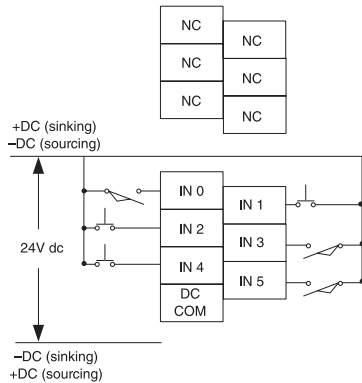 NC
NC
NC
NC
NC
NC
+DC (sinking)
−DC (sourcing)
IN 0
IN 1
IN 2
24V dc
IN 3
IN 4
IN 5
DC
COM
−DC (sinking)
+DC (sourcing)